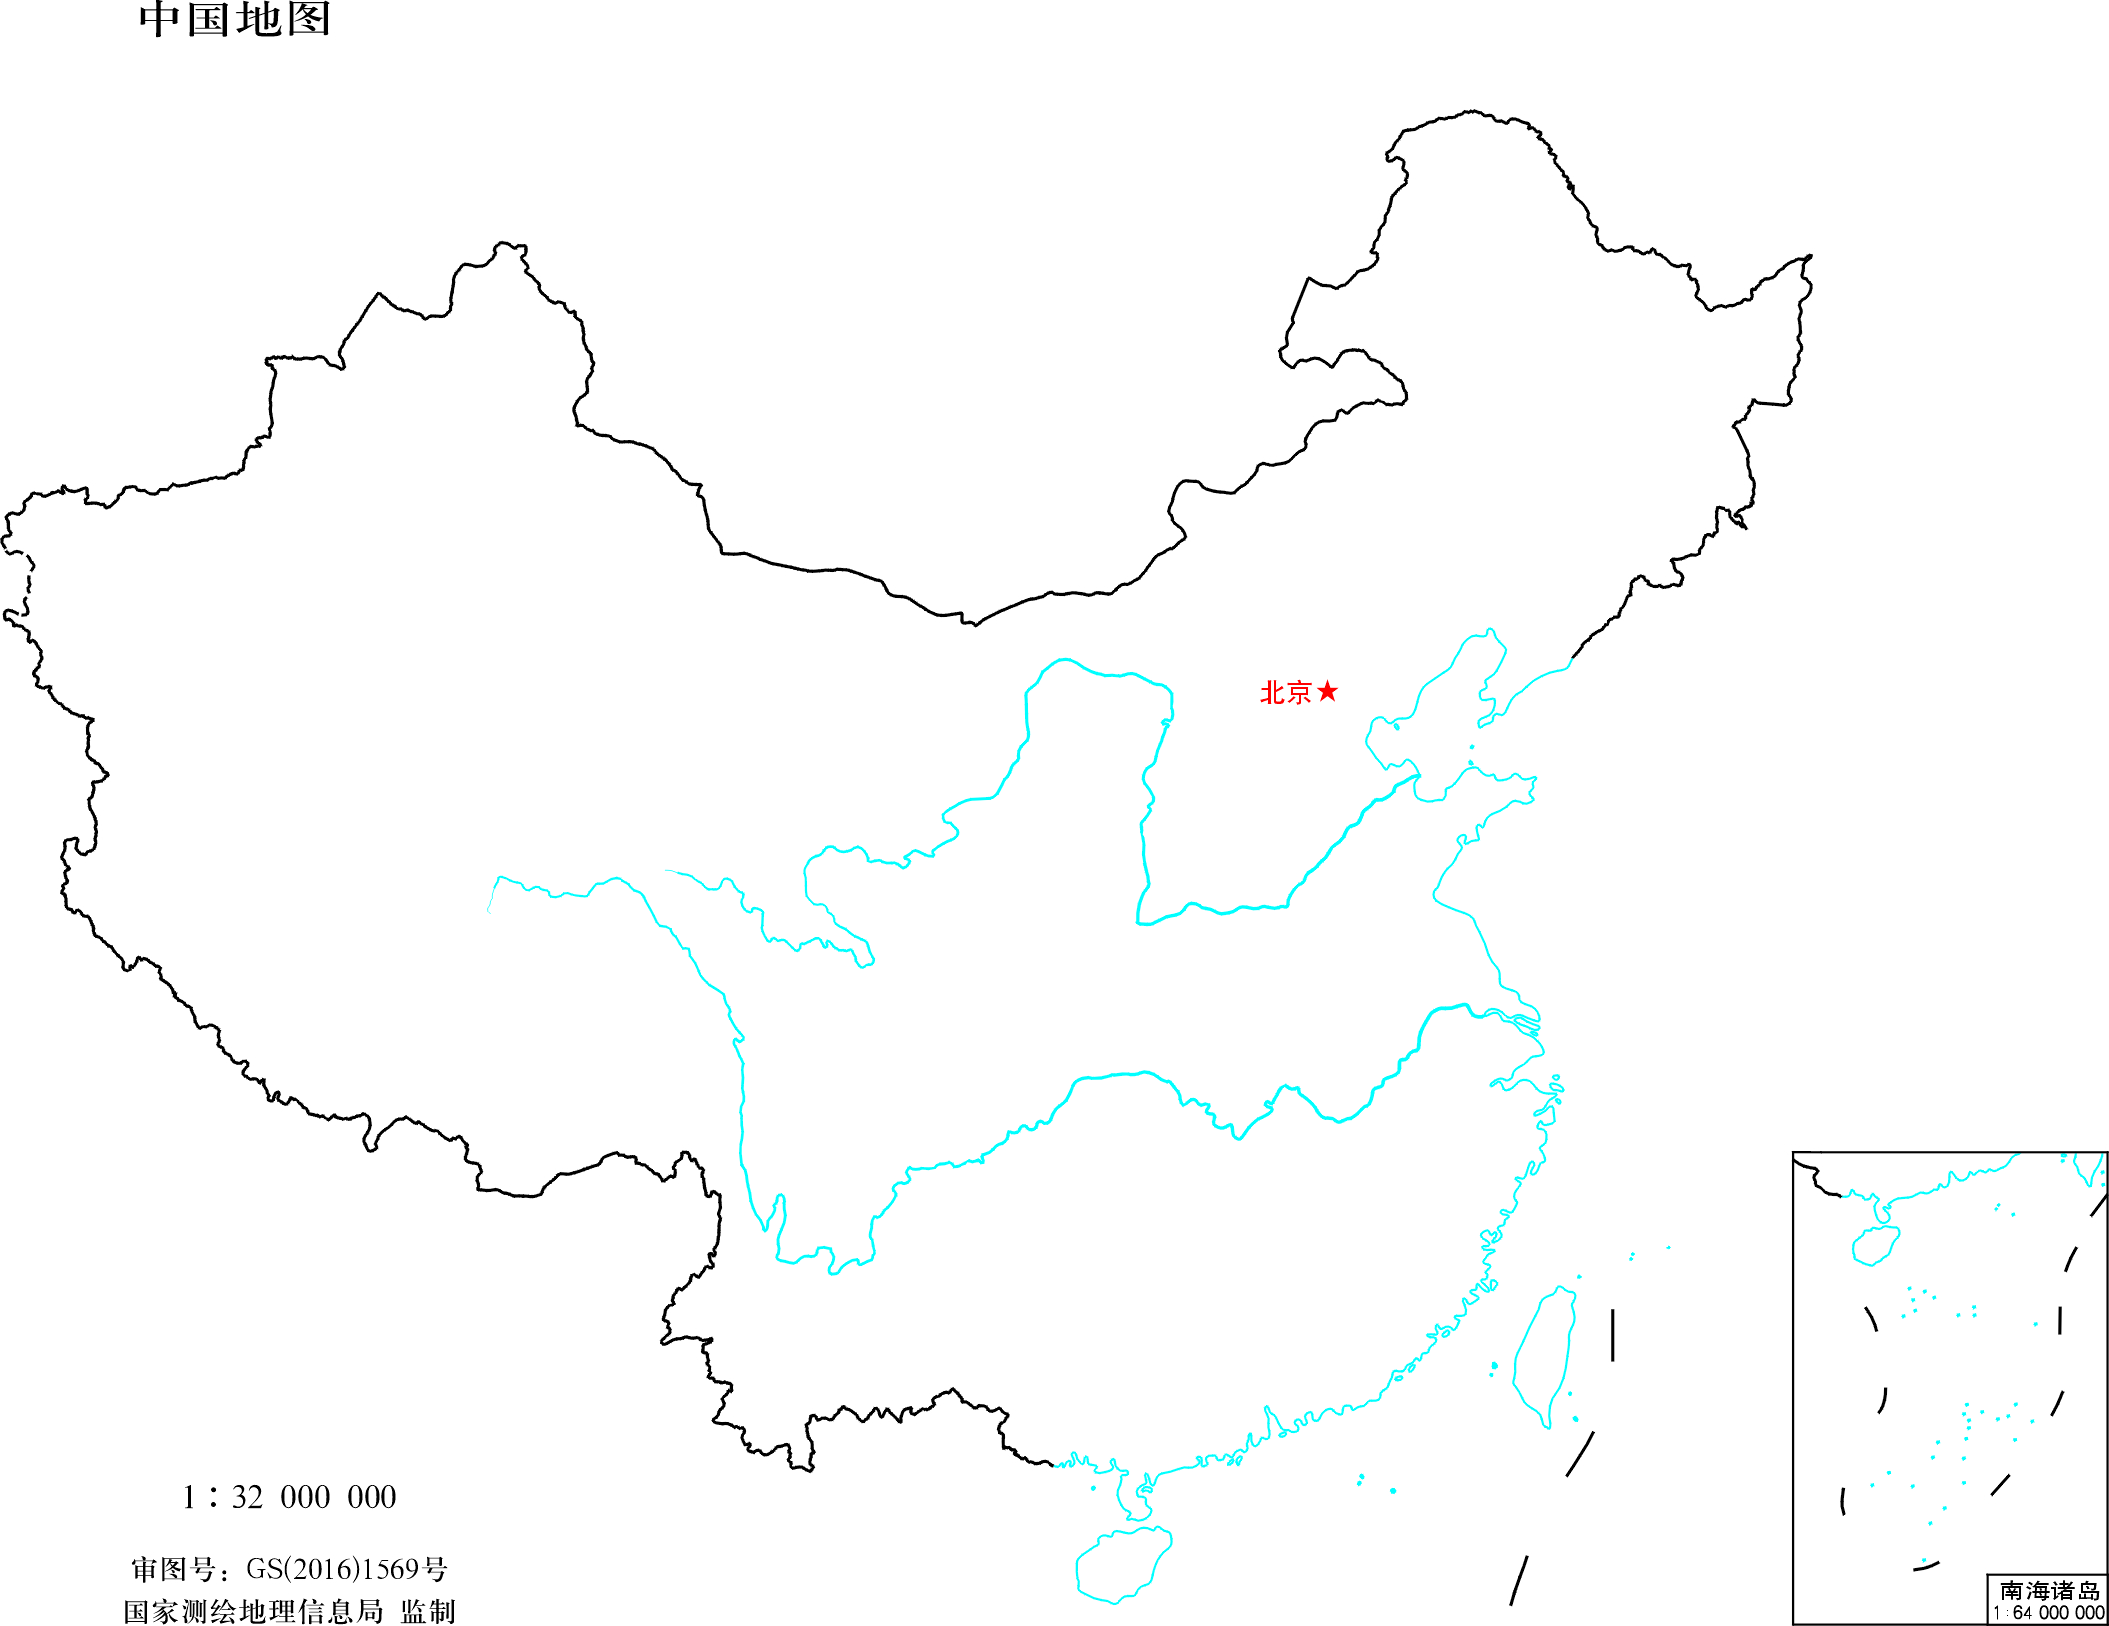 中国地图
北京
1：32 000 000
审图号：GS(2016)1569号
国家测绘地理信息局 监制
南海诸岛
1：64 000 000